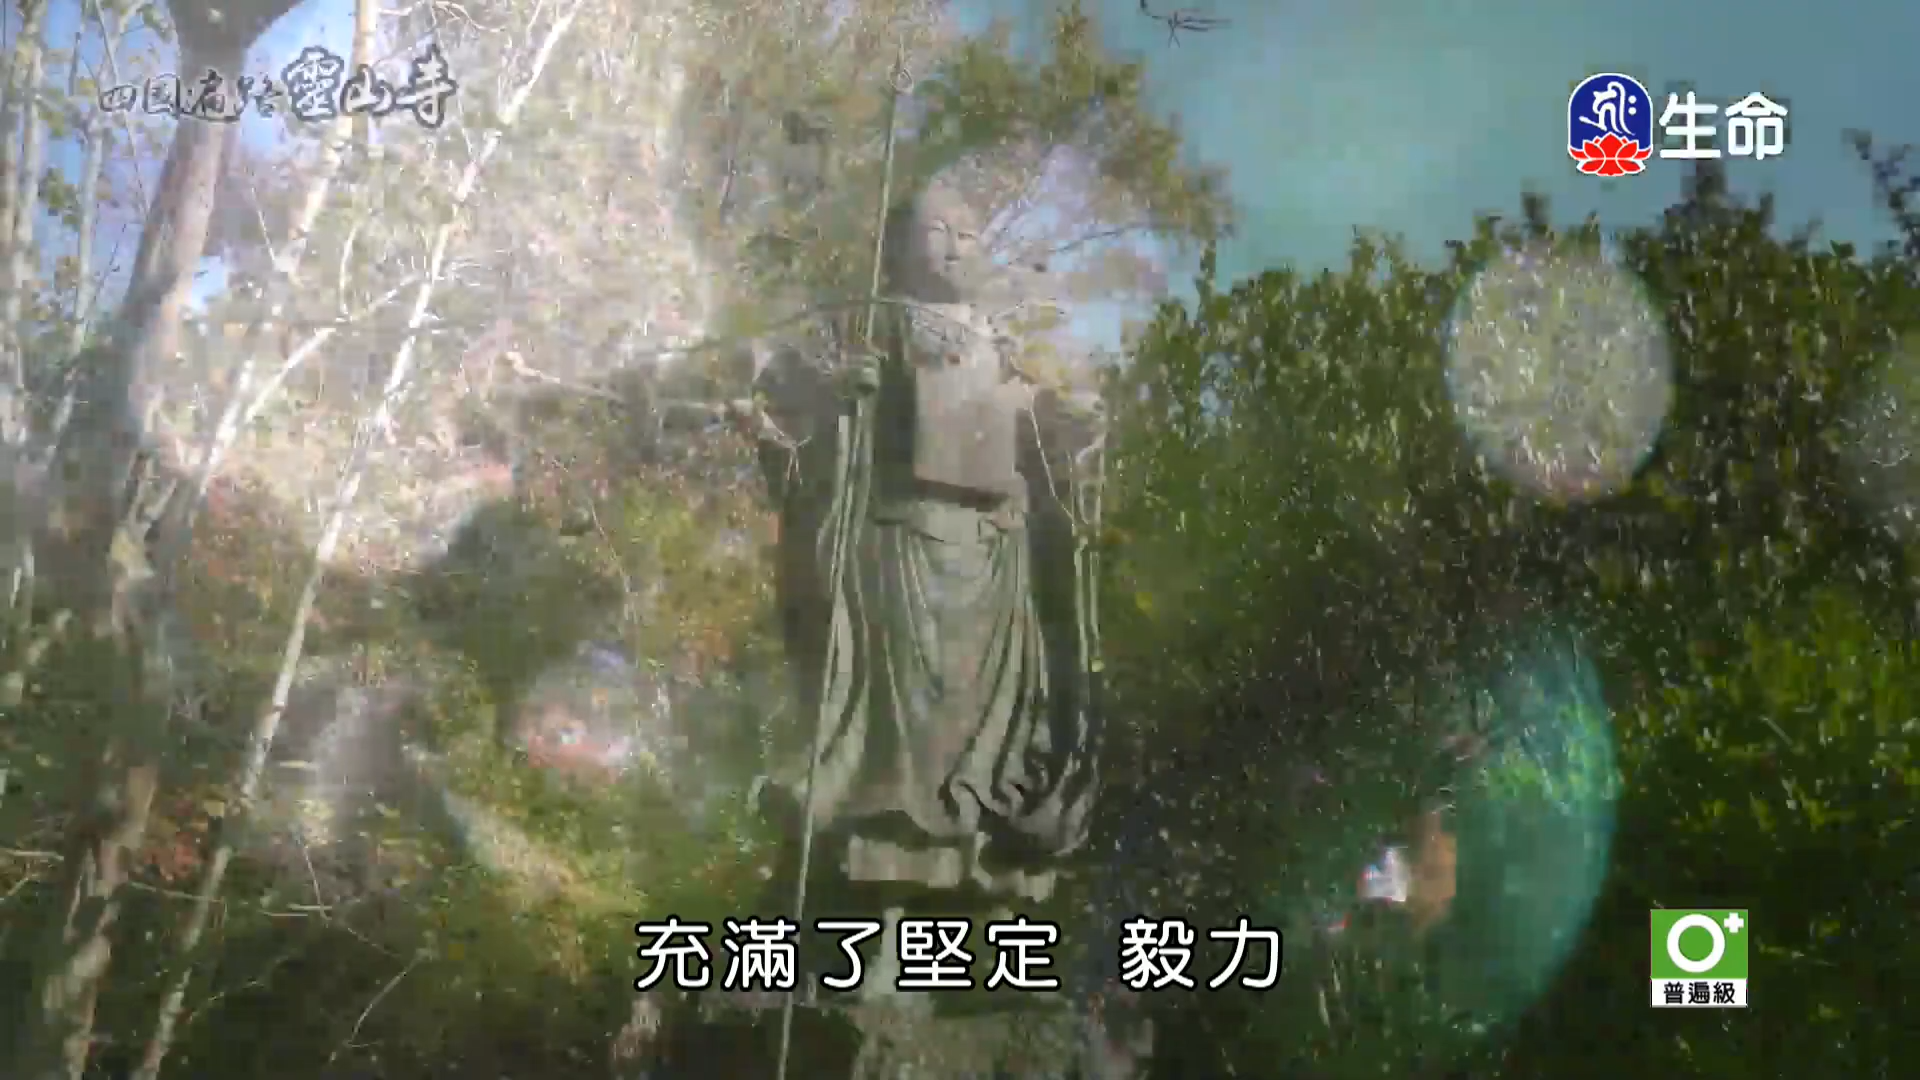 四国遍路靈山寺
生命
充滿了堅定 毅力
普遍級